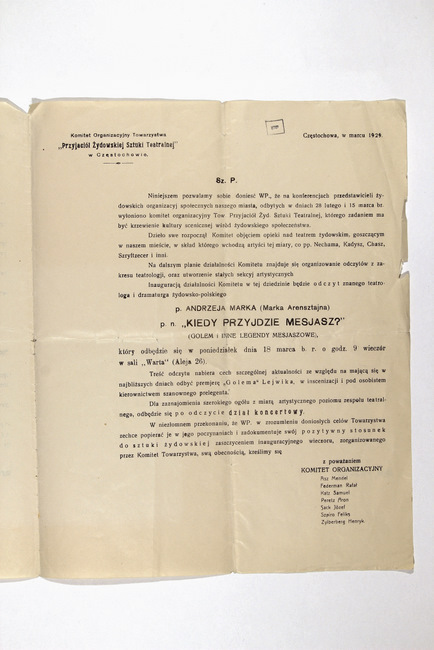 Komitet Organizacyjny Towarzystwa
„Przyjaciół Żydowskiej Sztuki Teatralnej"
w Częstochowie.
Częstochowa, w marcu 1929.
Sz. P.
Niniejszem pozwalamy sobie donieść WP., że na konferencjach przedstawicieli ży-
dowskich organizacyj społecznych naszego miasta, odbytych w dniach 28 lutego i 15 marca br.
wyłoniono komitet organizacyjny Tow. Przyjaciół Żyd. Sztuki Teatralnej, którego zadaniem ma
być krzewienie kultury scenicznej wśród żydowskiego społeczeństwa.
Dzieło swe rozpoczął Komitet objęciem opieki nad teatrem żydowskim, goszczącym
w naszem mieście, w skład którego wchodzą artyści tej miary, co pp. Nechama, Kadysz, Chasz,
Szryftzecer i inni.
Na dalszym planie działalności Komitetu znajduje się organizowanie odczytów z za-
kresu teatrologji, oraz utworzenie stałych sekcyj artystycznych
Inauguracją działalności Komitetu w tej dziedzinie będzie odczyt znanego teatro-
loga i dramaturga żydowsko-polskiego
p. ANDRZEJA MARKA (Marka Arensztajna)
p. n. „KIEDY PRZYJDZIE MESJASZ?"
(GOLEM i INNE LEGENDY MESJASZOWE),
który odbędzie się w poniedziałek dnia 18 marca b. r. o godz. 9 wieczór
w sali „Warta" (Aleja 26).
Treść odczytu nabiera cech szczególnej aktualności ze względu na mającą się w
najbliższych dniach odbyć premjerę „Golema" Lejwika, w inscenizacji i pod osobistem
kierownictwem szanownego prelegenta.
Dla zaznajomienia szerokiego ogółu z miarą artystyczną poziomu zespołu teatral-
nego, odbędzie się po odczycie dział koncertowy.
W niezłomnem przekonaniu, że WP. w zrozumieniu doniosłych celów Towarzystwa
zechce popierać je w jego poczynaniach i zadokumentuje swój pozytywny stosunek
do sztuki żydowskiej zaszczyceniem inauguracyjnego wieczoru, zorganizowanego
przez Komitet Towarzystwa, swą obecnością, kreślimy się
z poważaniem
KOMITET ORGANIZACYJNY
Asz Mendel
Federman Rafał
Katz Samuel
Peretz Aron
Sack Józef
Szpiro Feliks
Zylberberg Henryk.